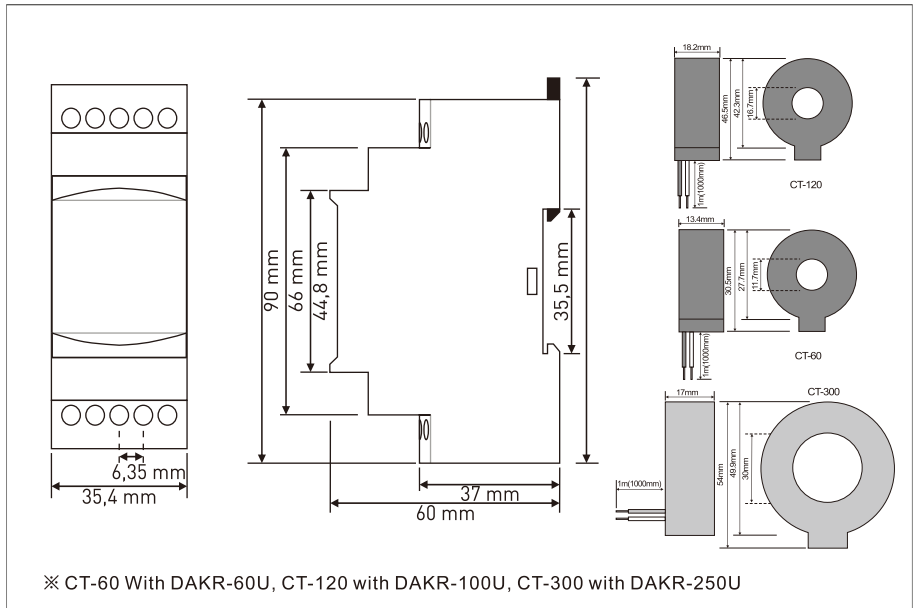 6,35 mm
35,4 mm
90 mm
66 mm
44,8 mm
35,5 mm
37 mm
60 mm
18.2mm
46.5mm
42.3mm
16.7mm
1m(1000mm)
CT-120
13.4mm
30.5mm
27.7mm
11.7mm
1m(1000mm)
CT-60
CT-300
17mm
1m(1000mm)
54mm
49.9mm
30mm
※ CT-60 With DAKR-60U, CT-120 with DAKR-100U, CT-300 with DAKR-250U